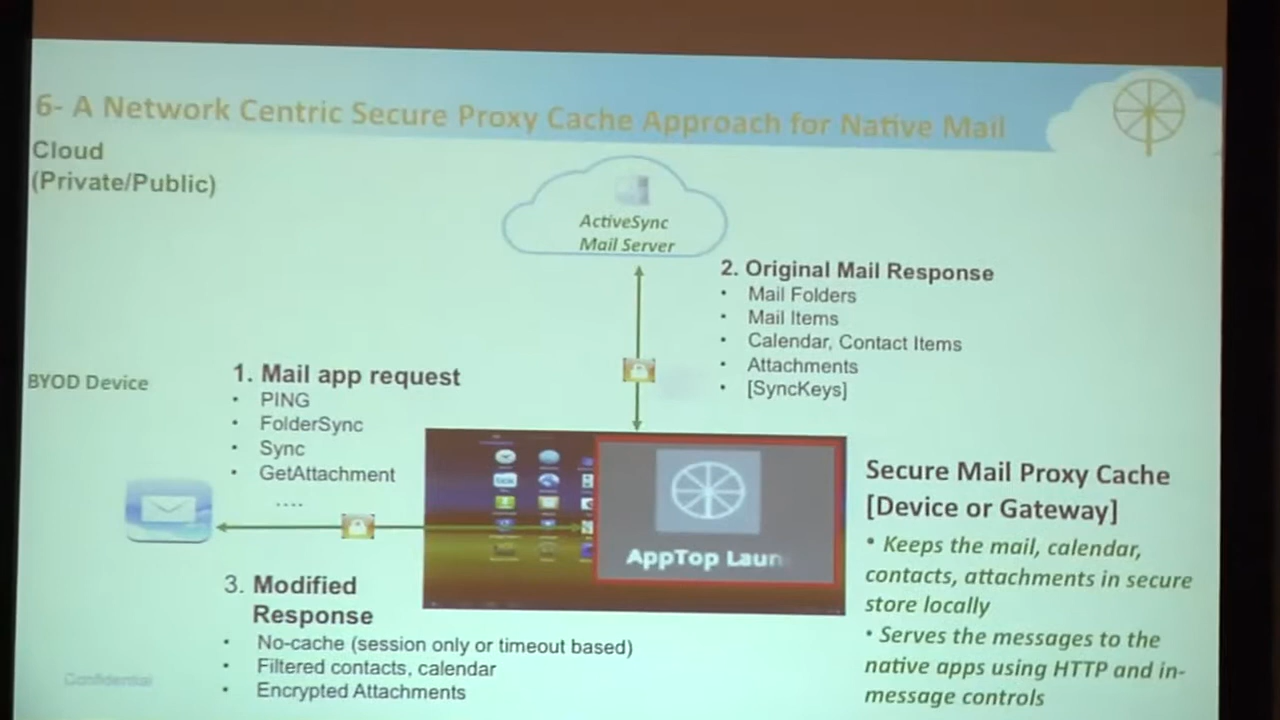 6- A Network Centric Secure Proxy Cache Approach for Native Mail
Cloud
(Private/Public)
ActiveSync
Mail Server
2. Original Mail Response
• Mail Folders
• Mail Items
• Calendar, Contact Items
• Attachments
• [SyncKeys]
BYOD Device
1. Mail app request
• PING
• FolderSync
• Sync
• GetAttachment
....
AppTop Laun
Secure Mail Proxy Cache
[Device or Gateway]
• Keeps the mail, calendar,
contacts, attachments in secure
store locally
• Serves the messages to the
native apps using HTTP and in-
message controls
3. Modified
Response
• No-cache (session only or timeout based)
• Filtered contacts, calendar
• Encrypted Attachments
Confidential